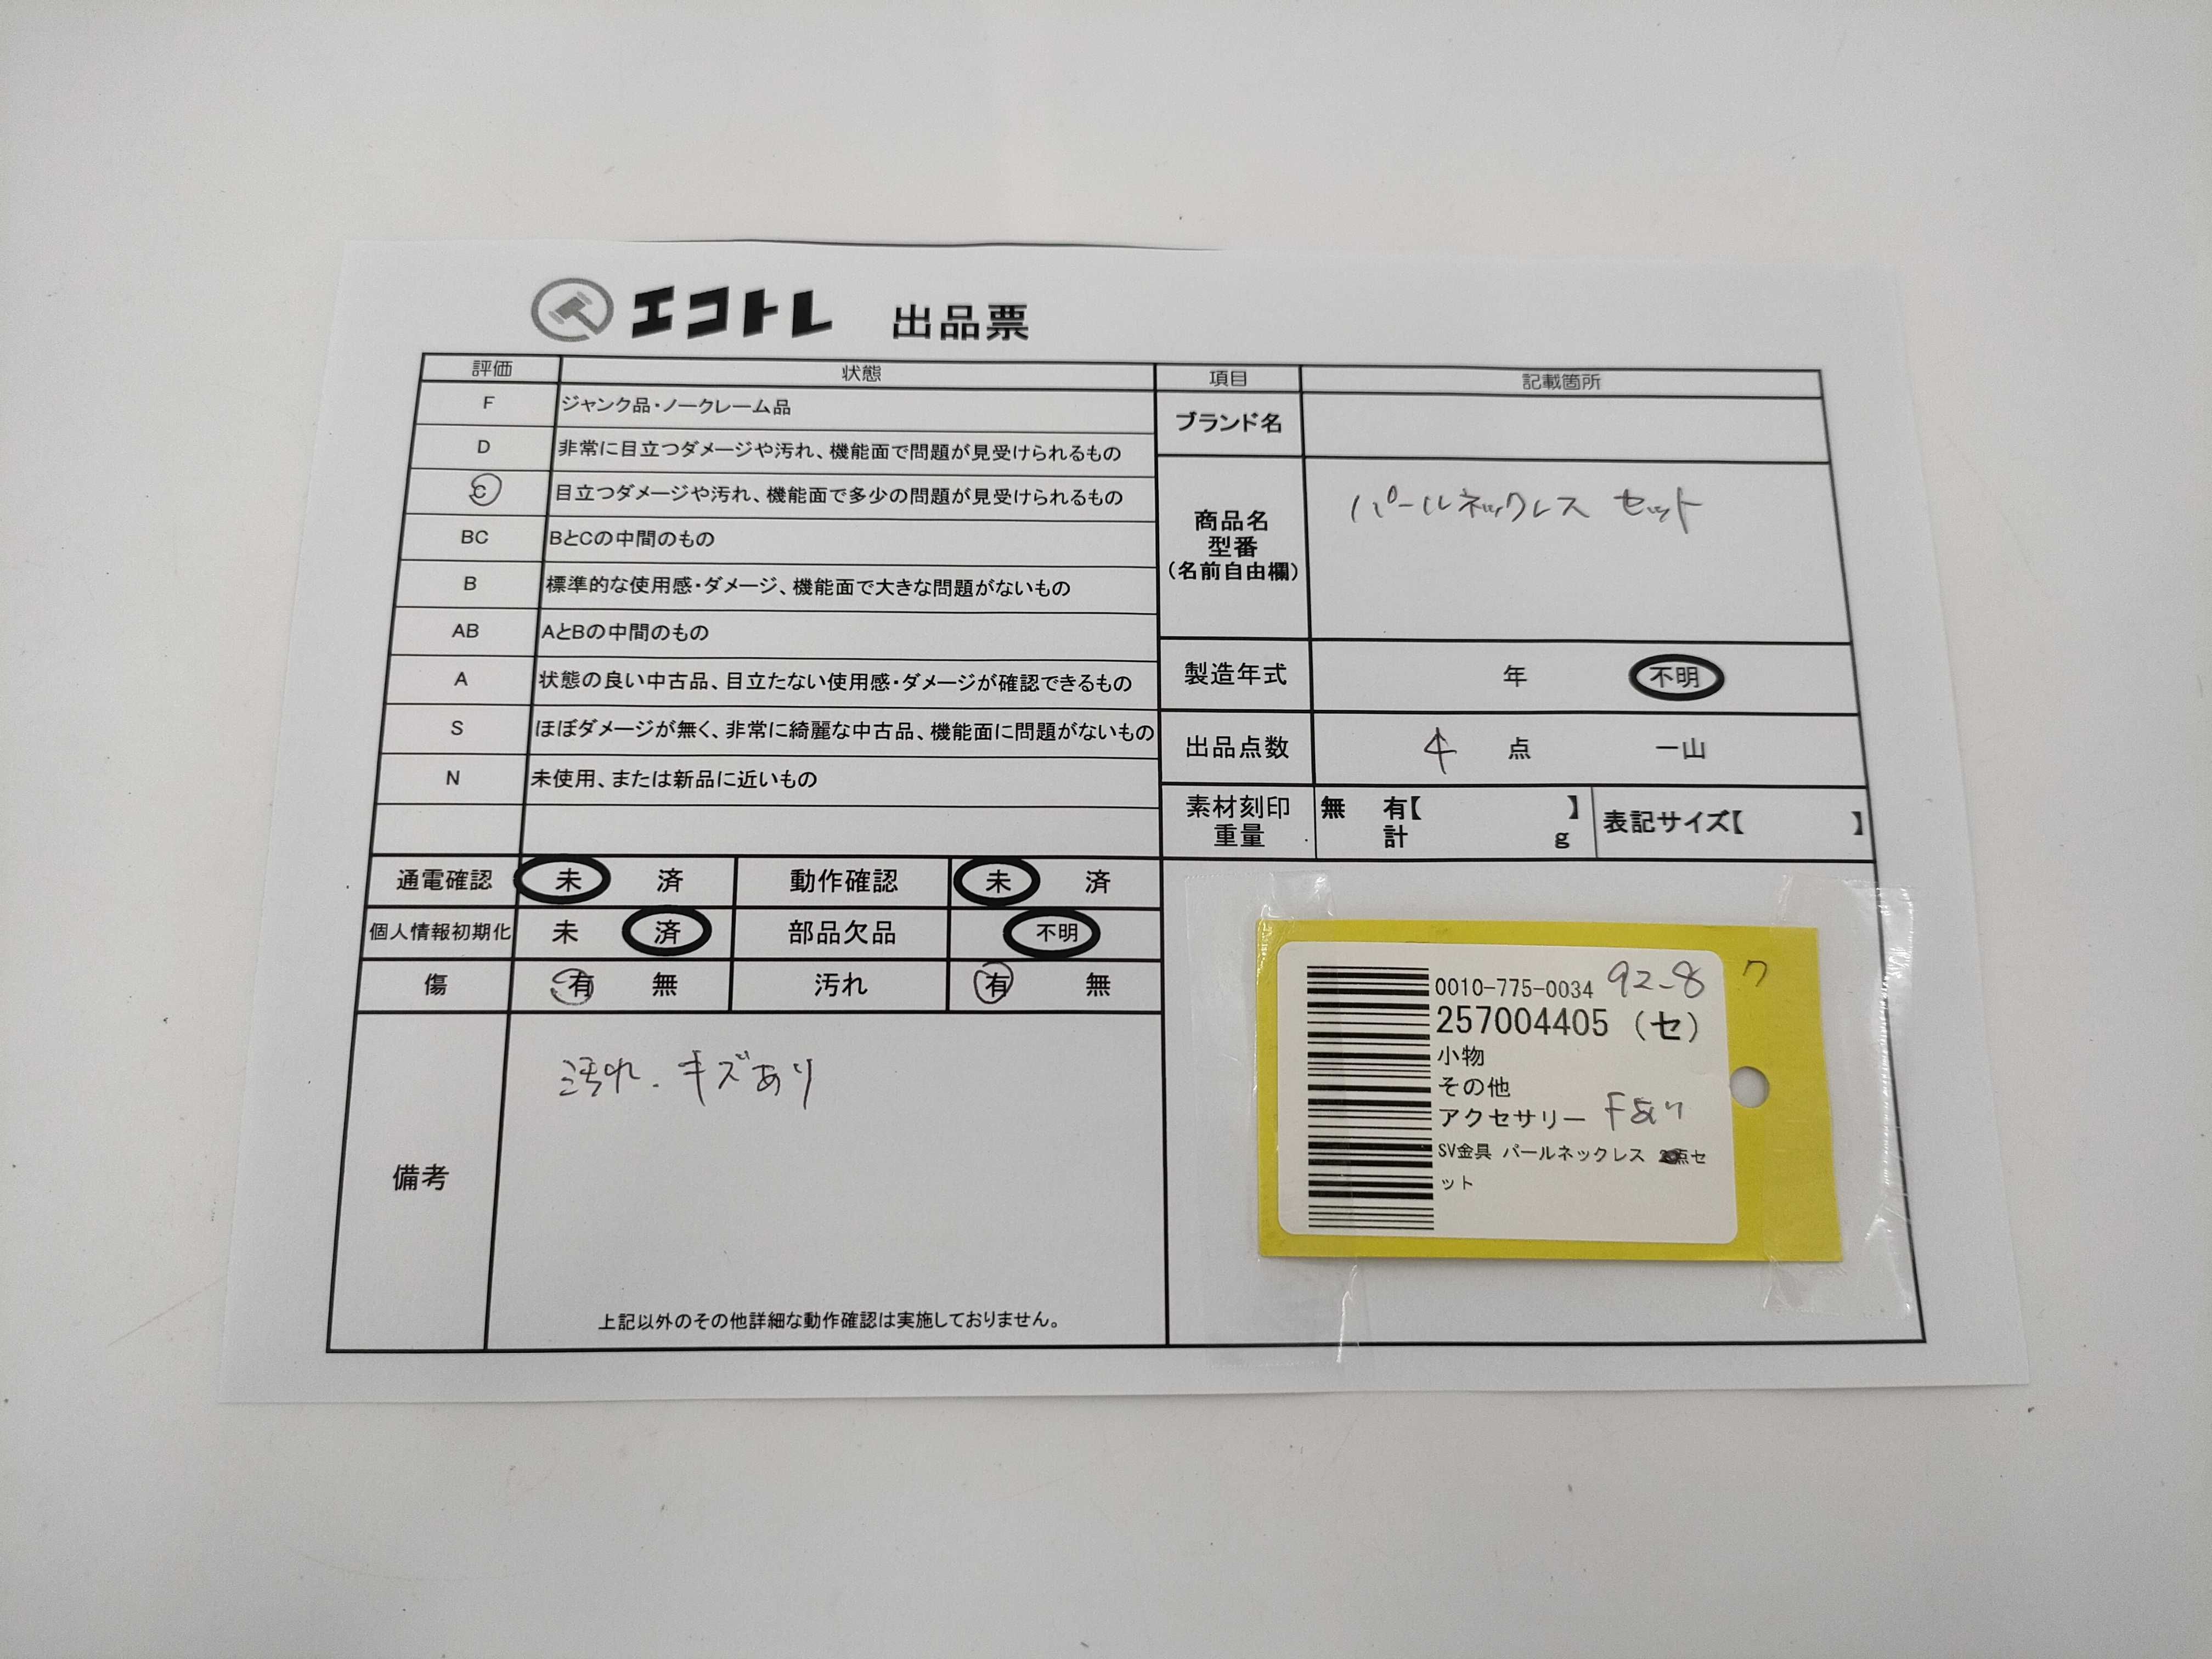 エコトレ 出品票
評価 状態
F ジャンク品・ノークレーム品
D 非常に目立つダメージや汚れ、機能面で問題が見受けられるもの
C 目立つダメージや汚れ、機能面で多少の問題が見受けられるもの
BC BとCの中間のもの
B 標準的な使用感・ダメージ、機能面で大きな問題がないもの
AB AとBの中間のもの
A 状態の良い中古品、目立たない使用感・ダメージが確認できるもの
S ほぼダメージが無く、非常に綺麗な中古品、機能面に問題がないもの
N 未使用、または新品に近いもの
通電確認 未 済 動作確認 未 済
個人情報初期化 未 済 部品欠品 不明
傷 有 無 汚れ 有 無
備考
汚れ、キズあり
上記以外のその他詳細な動作確認は実施しておりません。
項目 記載箇所
ブランド名
商品名
型番
(名前自由欄)
パールネックレス セット
製造年式 年 不明
出品点数 4 点 一山
素材刻印 無 有【 】
重量 計 g
表記サイズ【 】
0010-775-0034 92-8 ク
257004405 (セ)
小物
その他
アクセサリー
SV金具 パールネックレス 点セ
ット